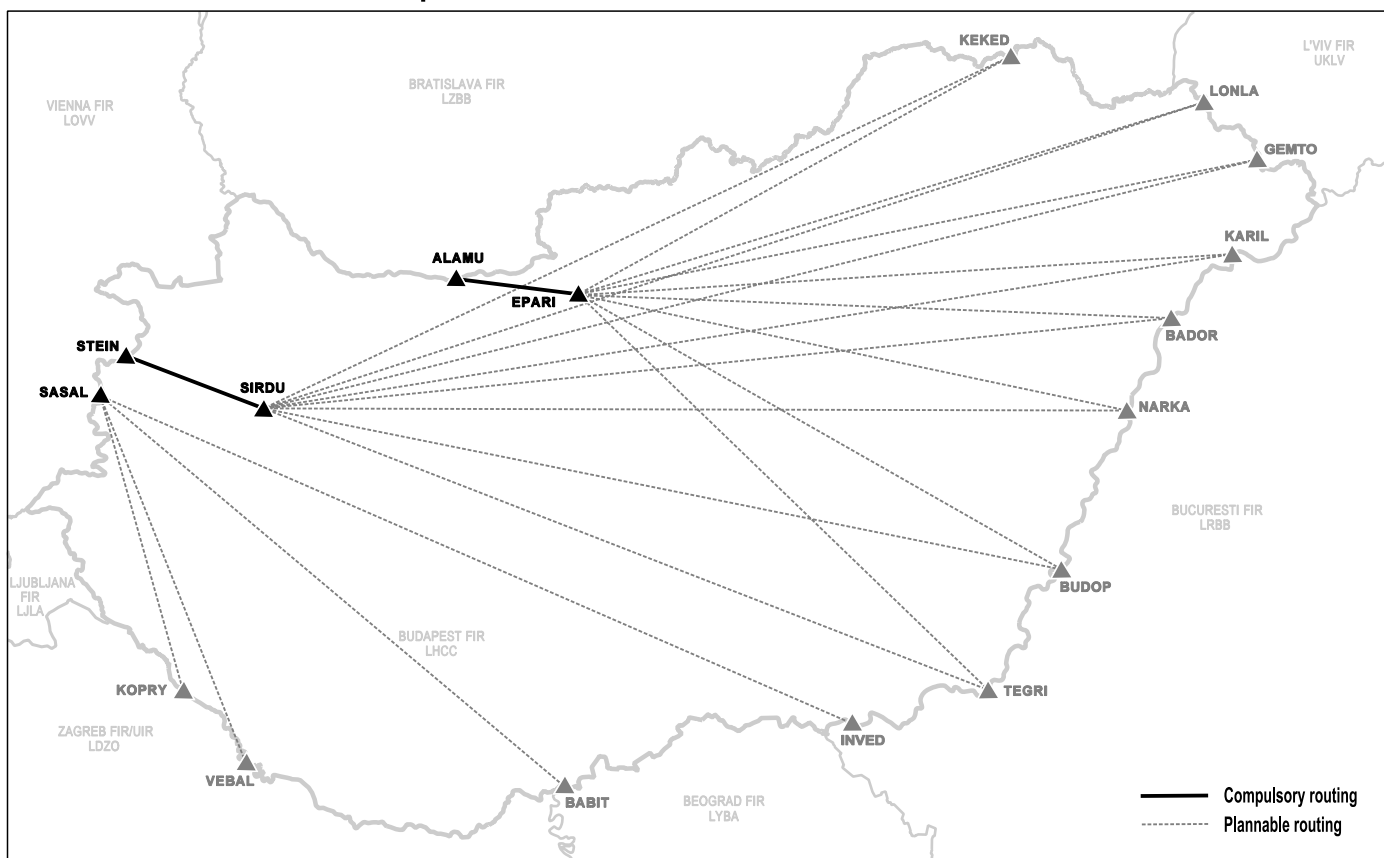 KEKED
L'VIV FIR
UKLV
BRATISLAVA FIR
LZBB
LONLA
VIENNA FIR
LOVV
GEMTO
KARIL
ALAMU
EPARI
BADOR
STEIN
SIRDU
SASAL
NARKA
BUCURESTI FIR
LRBB
LJUBLJANA
FIR
LJLA
BUDOP
BUDAPEST FIR
LHCC
KOPRY
TEGRI
ZAGREB FIR/UIR
LDZO
INVED
VEBAL
BABIT
BEOGRAD FIR
LYBA
Compulsory routing
Plannable routing